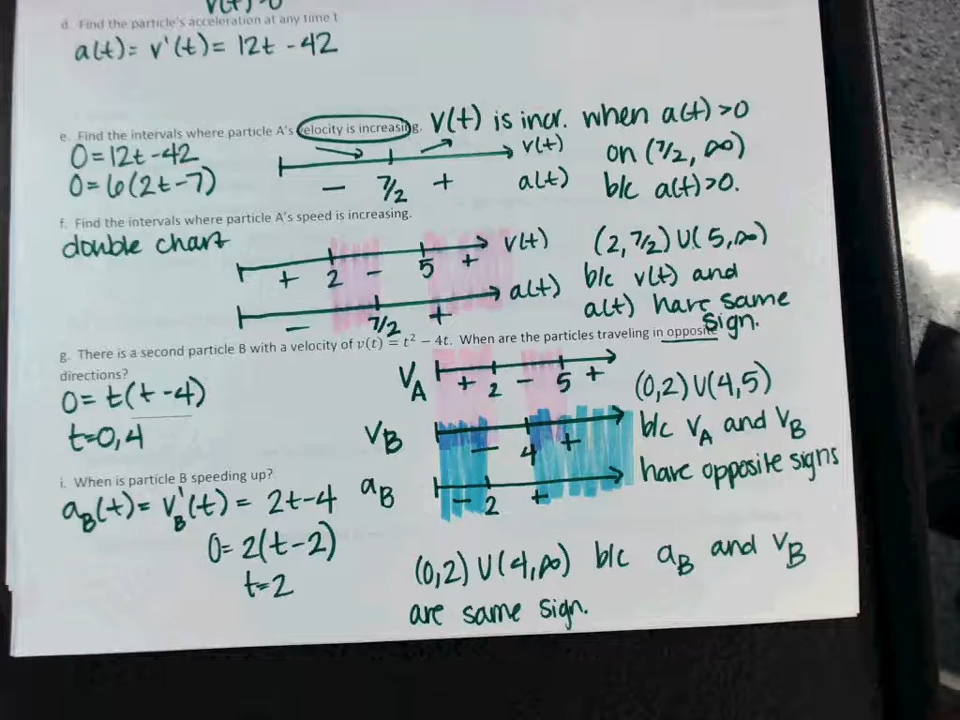 v(t)=0
d. Find the particle's acceleration at any time t
a(t) = v'(t) = 12t - 42
e. Find the intervals where particle A's velocity is increasing. v(t) is incr. when a(t) > 0
0 = 12t - 42
0 = 6(2t - 7)
v(t)
- 7/2 + a(t)
on (7/2, ∞)
b/c a(t) > 0.
f. Find the intervals where particle A's speed is increasing.
double chart
+ 2 - 5 + v(t)
- 7/2 + a(t)
(2, 7/2) U (5, ∞)
b/c v(t) and
a(t) have same
sign.
g. There is a second particle B with a velocity of v(t) = t² − 4t. When are the particles traveling in opposite
directions?
0 = t(t - 4)
t = 0, 4
V_A + 2 - 5 +
V_B - 4 +
(0,2) U (4,5)
b/c V_A and V_B
have opposite signs
i. When is particle B speeding up?
a_B(t) = V_B'(t) = 2t - 4
0 = 2(t - 2)
t = 2
a_B - 2 +
(0,2) U (4,∞) b/c a_B and V_B
are same sign.